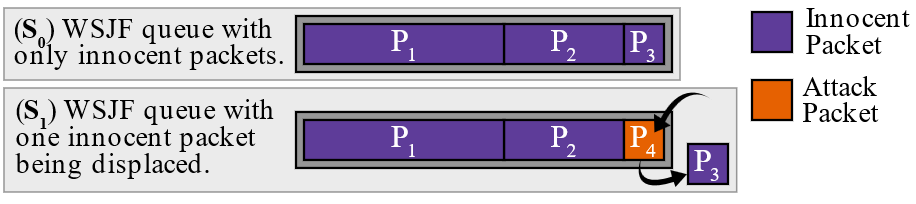 (S0) WSJF queue with
only innocent packets.
P1 P2 P3
Innocent
Packet
Attack
Packet
(S1) WSJF queue with
one innocent packet
being displaced.
P1 P2 P4
P3